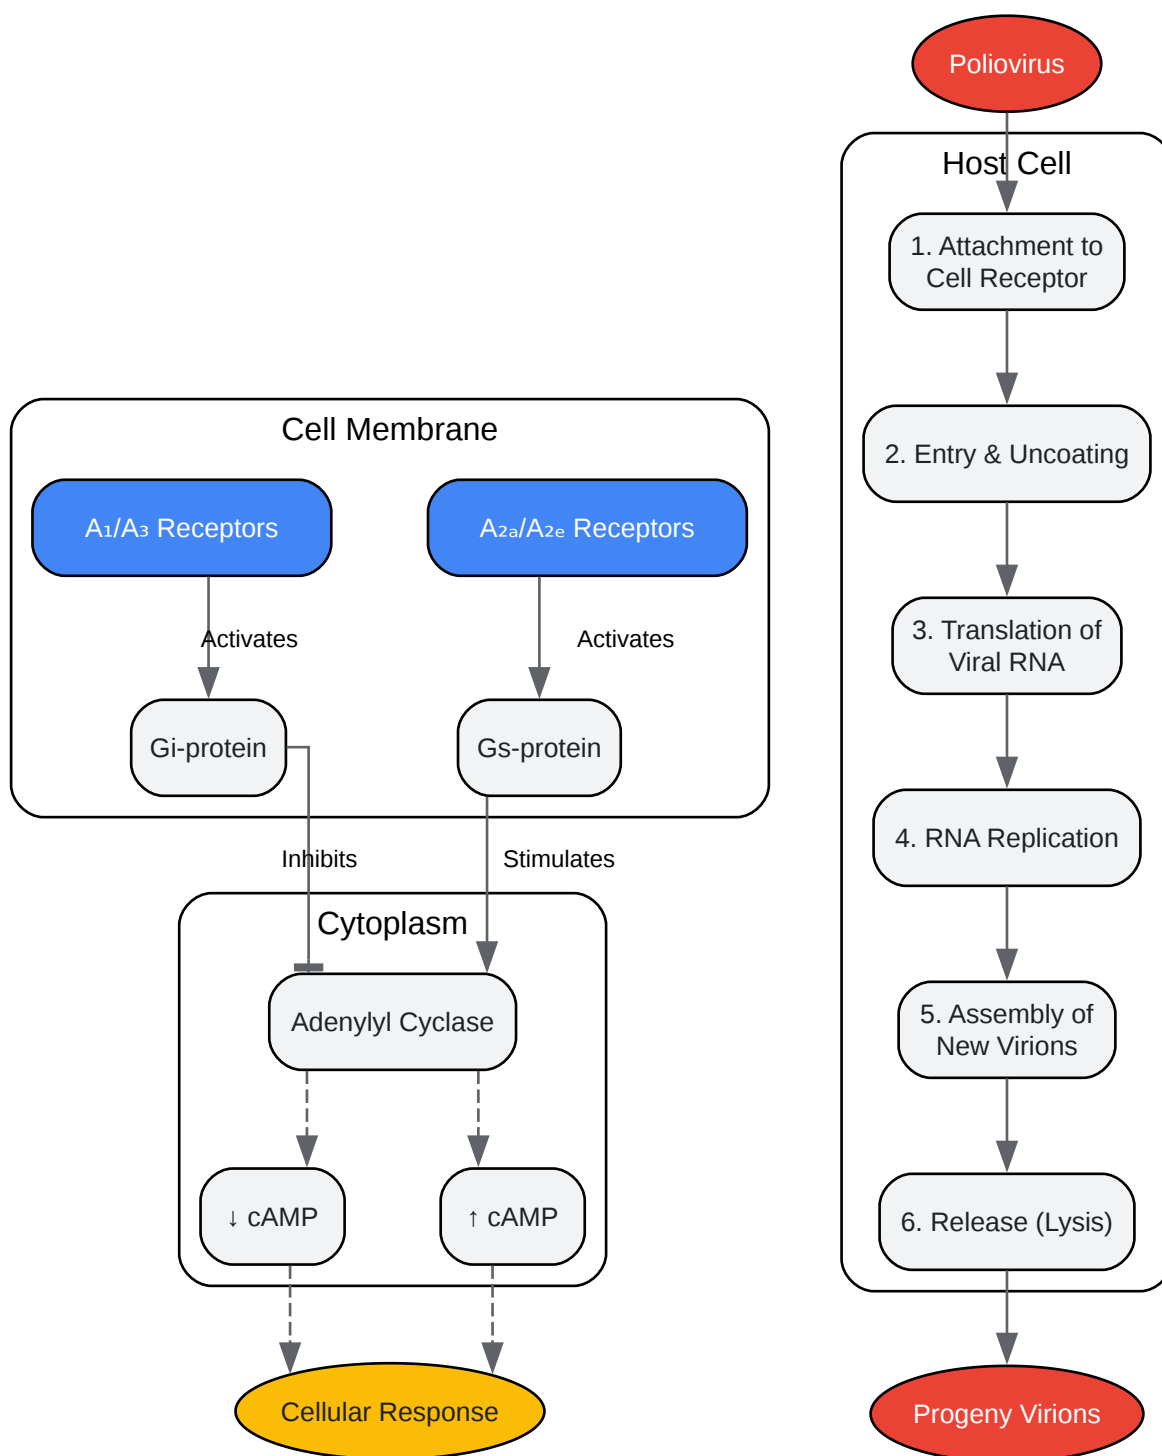 Cell Membrane
A₁/A₃ Receptors
A₂ₐ/A₂ₑ Receptors
Activates
Activates
Gi-protein
Gs-protein
Inhibits
Stimulates
Cytoplasm
Adenylyl Cyclase
↓ cAMP
↑ cAMP
Cellular Response
Poliovirus
Host Cell
1. Attachment to
Cell Receptor
2. Entry & Uncoating
3. Translation of
Viral RNA
4. RNA Replication
5. Assembly of
New Virions
6. Release (Lysis)
Progeny Virions